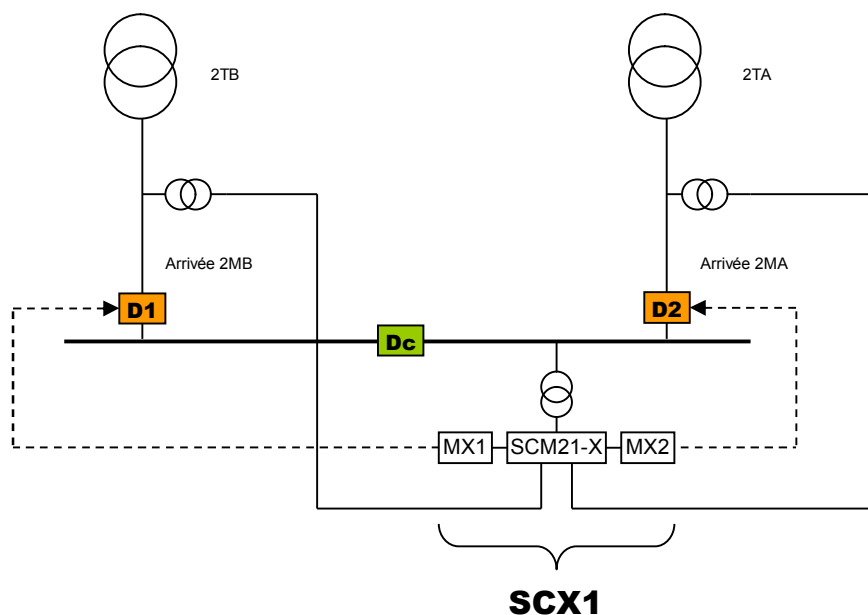 2TB
2TA
Arrivée 2MB
Arrivée 2MA
D1
D2
Dc
MX1
SCM21-X
MX2
SCX1